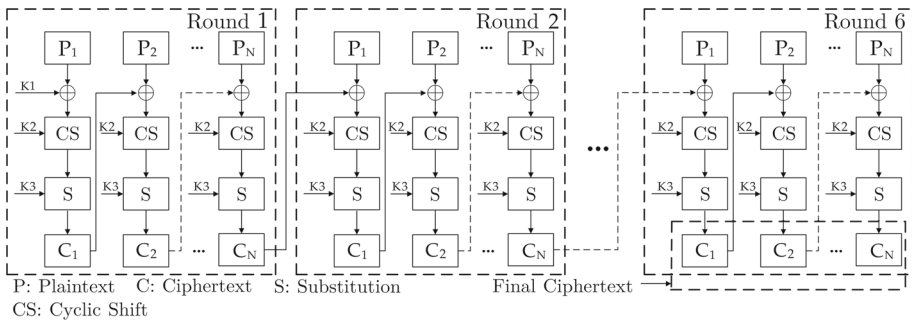 Round 1 Round 2 Round 6
P1 P2 ... PN P1 P2 ... PN ... P1 P2 ... PN
K1
K2 CS K2 CS K2 CS K2 CS K2 CS K2 CS K2 CS K2 CS K2 CS
K3 S K3 S K3 S K3 S K3 S K3 S K3 S K3 S K3 S
C1 C2 ... CN C1 C2 ... CN C1 C2 ... CN
P: Plaintext C: Ciphertext S: Substitution Final Ciphertext
CS: Cyclic Shift